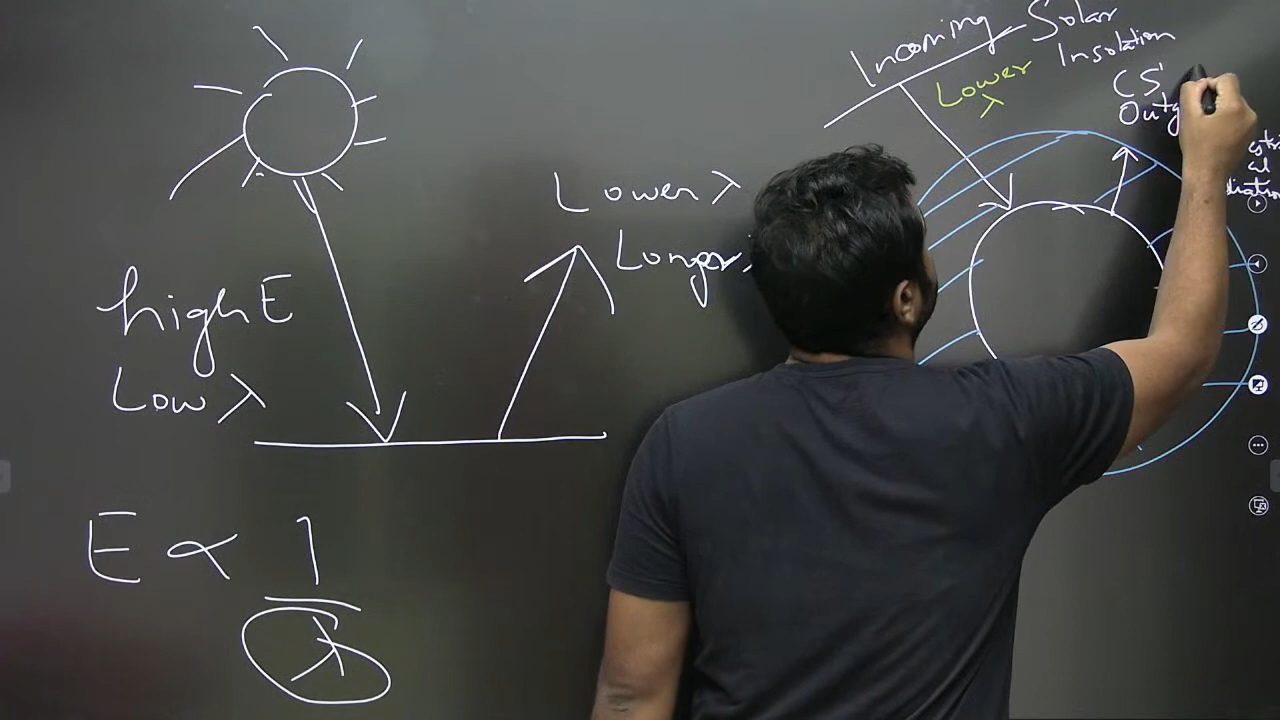 Incoming Solar
Insolation
Lower
λ
high E
Low λ
Lower λ
Longer
E ∝ 1
λ